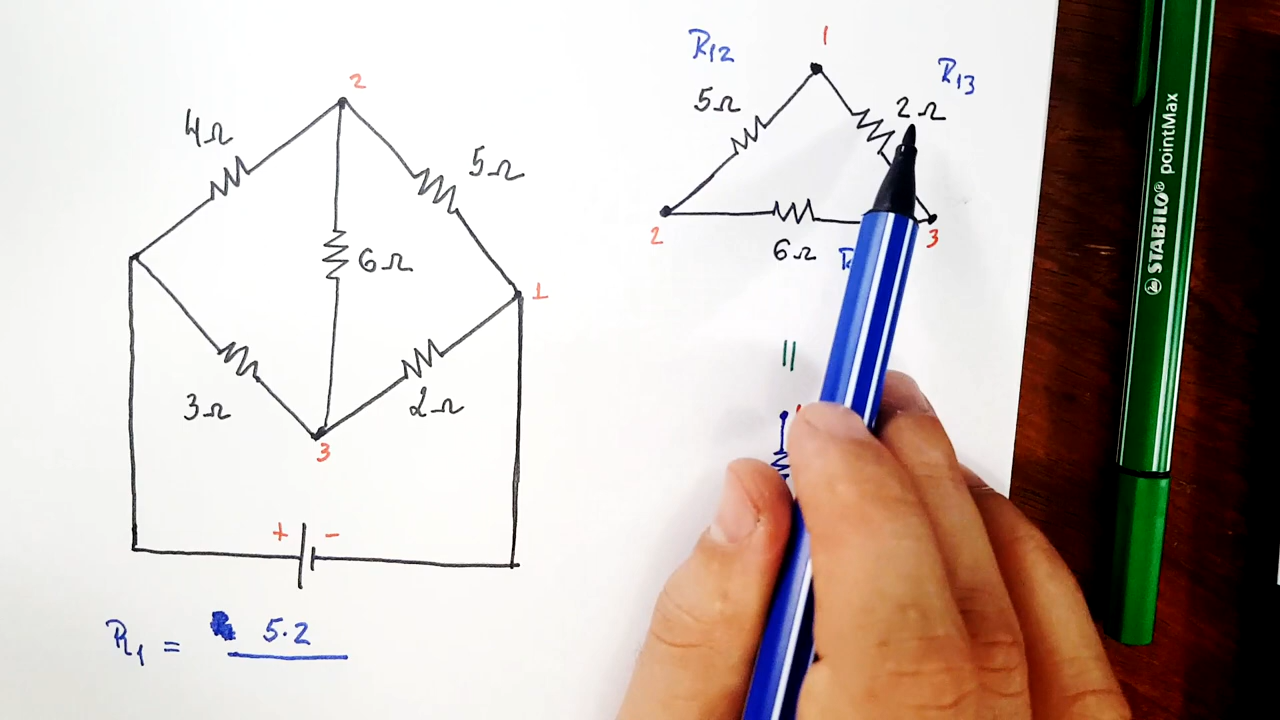 2
4Ω
5Ω
6Ω
1
3Ω
2Ω
3
+ -
R1 = 5·2
1
R12
R13
5Ω
2Ω
2
3
6Ω
R
=
STABILO® pointMax